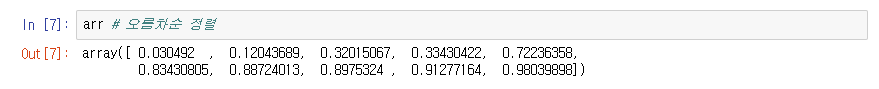 In [7]: arr # 오름차순 정렬
Out[7]: array([ 0.030492 , 0.12043689, 0.32015067, 0.33430422, 0.72236358,
0.83430805, 0.88724013, 0.8975324 , 0.91277164, 0.98039898])